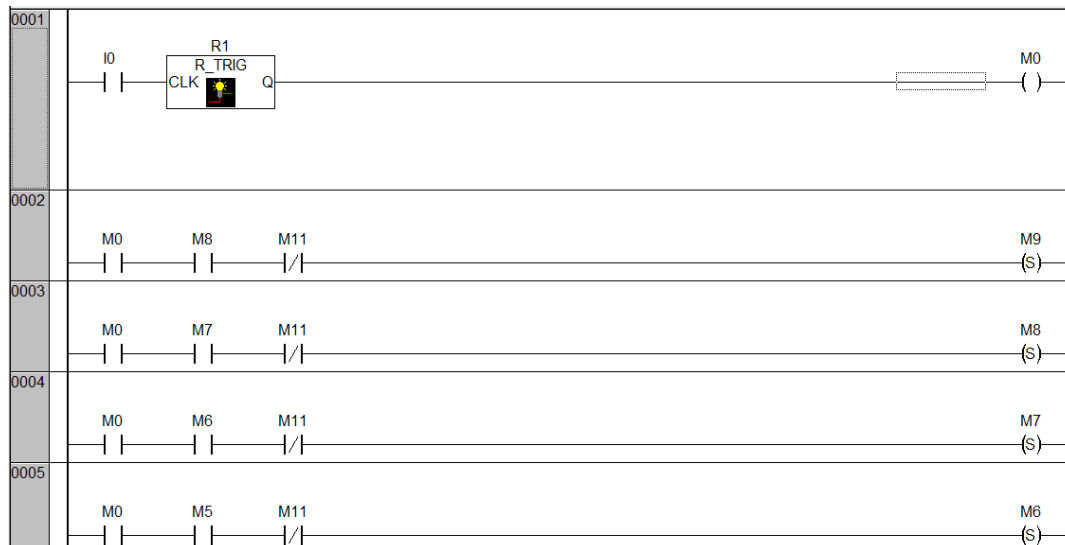 0001
R1
I0
R_TRIG
M0
CLK Q
0002
M0 M8 M11 M9
(S)
0003
M0 M7 M11 M8
(S)
0004
M0 M6 M11 M7
(S)
0005
M0 M5 M11 M6
(S)